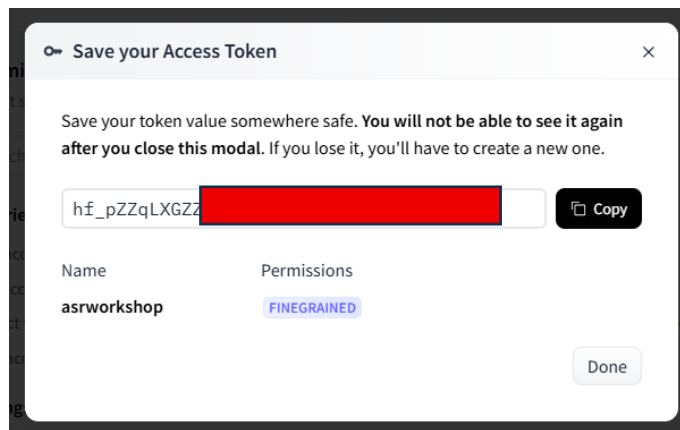 Save your Access Token
Save your token value somewhere safe. You will not be able to see it again
after you close this modal. If you lose it, you'll have to create a new one.
hf_pZZqLXGZZ
Copy
Name Permissions
asrworkshop FINEGRAINED
Done